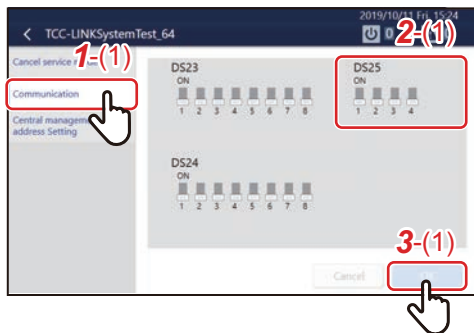 2019/10/11 Fri. 15:24
< TCC-LINKSystemTest_64
0
2-(1)
1-(1)
Cancel service
Communication
Central management
address Setting
DS23
ON
1 2 3 4 5 6 7 8
DS25
ON
1 2 3 4
DS24
ON
1 2 3 4 5 6 7 8
3-(1)
Cancel